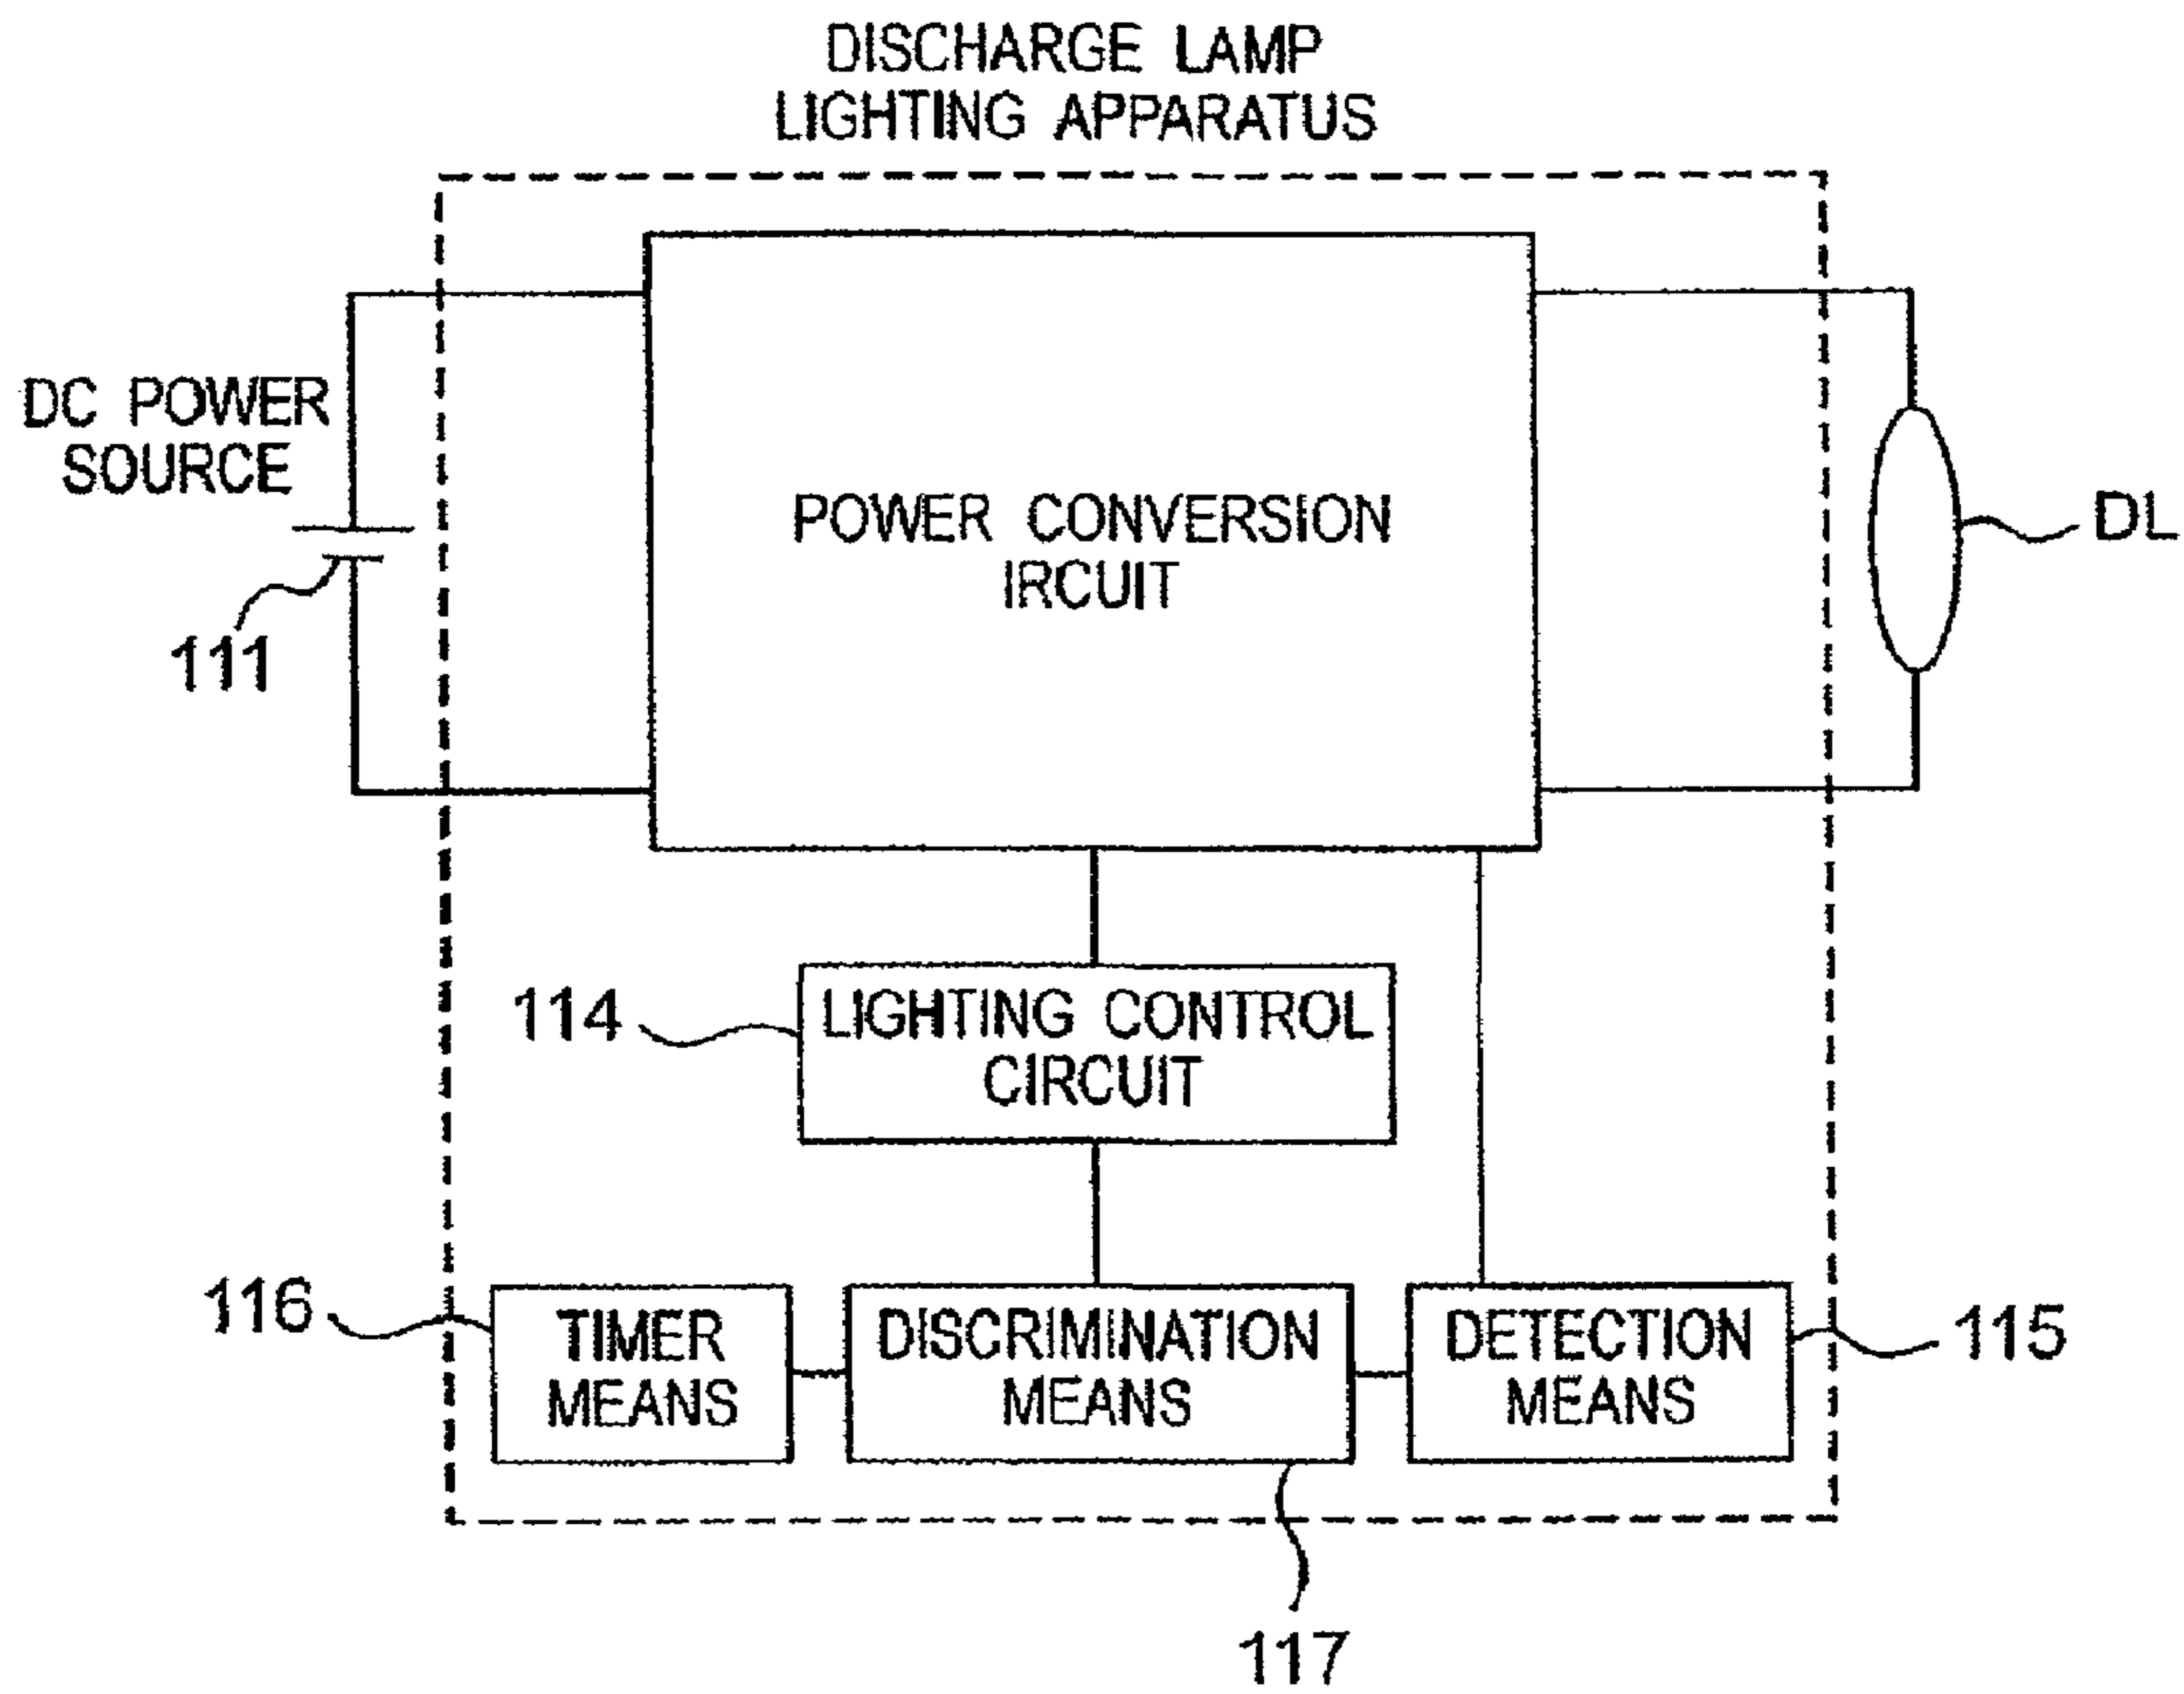 DISCHARGE LAMP
LIGHTING APPARATUS
DC POWER
SOURCE
POWER CONVERSION
IRCUIT
DL
111
114
LIGHTING CONTROL
CIRCUIT
116
TIMER
MEANS
DISCRIMINATION
MEANS
DETECTION
MEANS
115
117